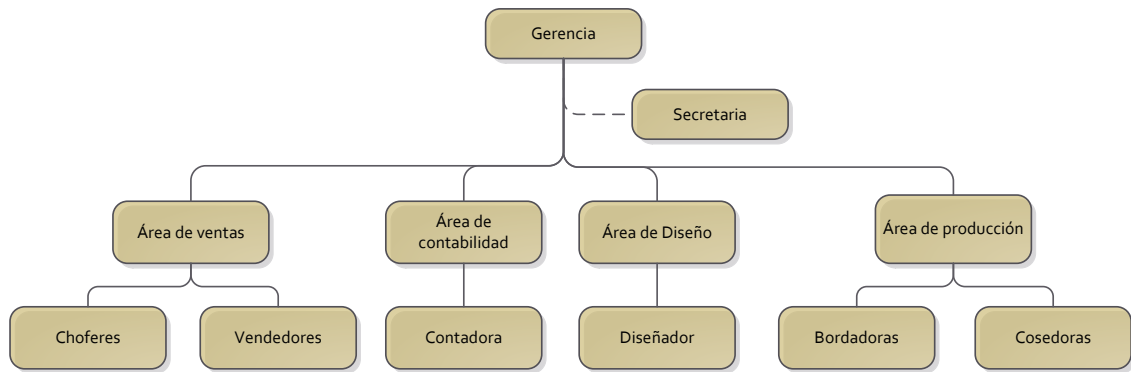 Gerencia
Secretaria
Área de ventas
Área de
contabilidad
Área de Diseño
Área de producción
Choferes
Vendedores
Contadora
Diseñador
Bordadoras
Cosedoras